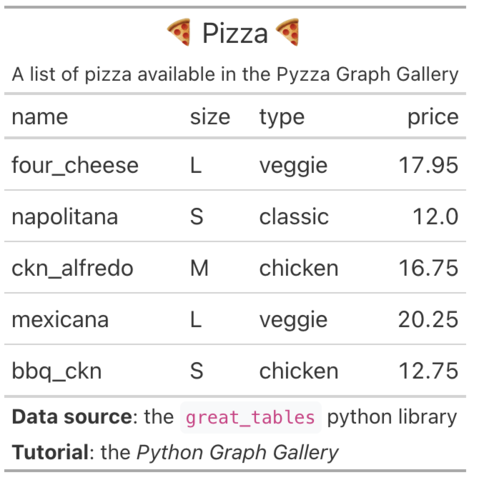 🍕 Pizza 🍕
A list of pizza available in the Pyzza Graph Gallery
name size type price
four_cheese L veggie 17.95
napolitana S classic 12.0
ckn_alfredo M chicken 16.75
mexicana L veggie 20.25
bbq_ckn S chicken 12.75
Data source: the great_tables python library
Tutorial: the Python Graph Gallery